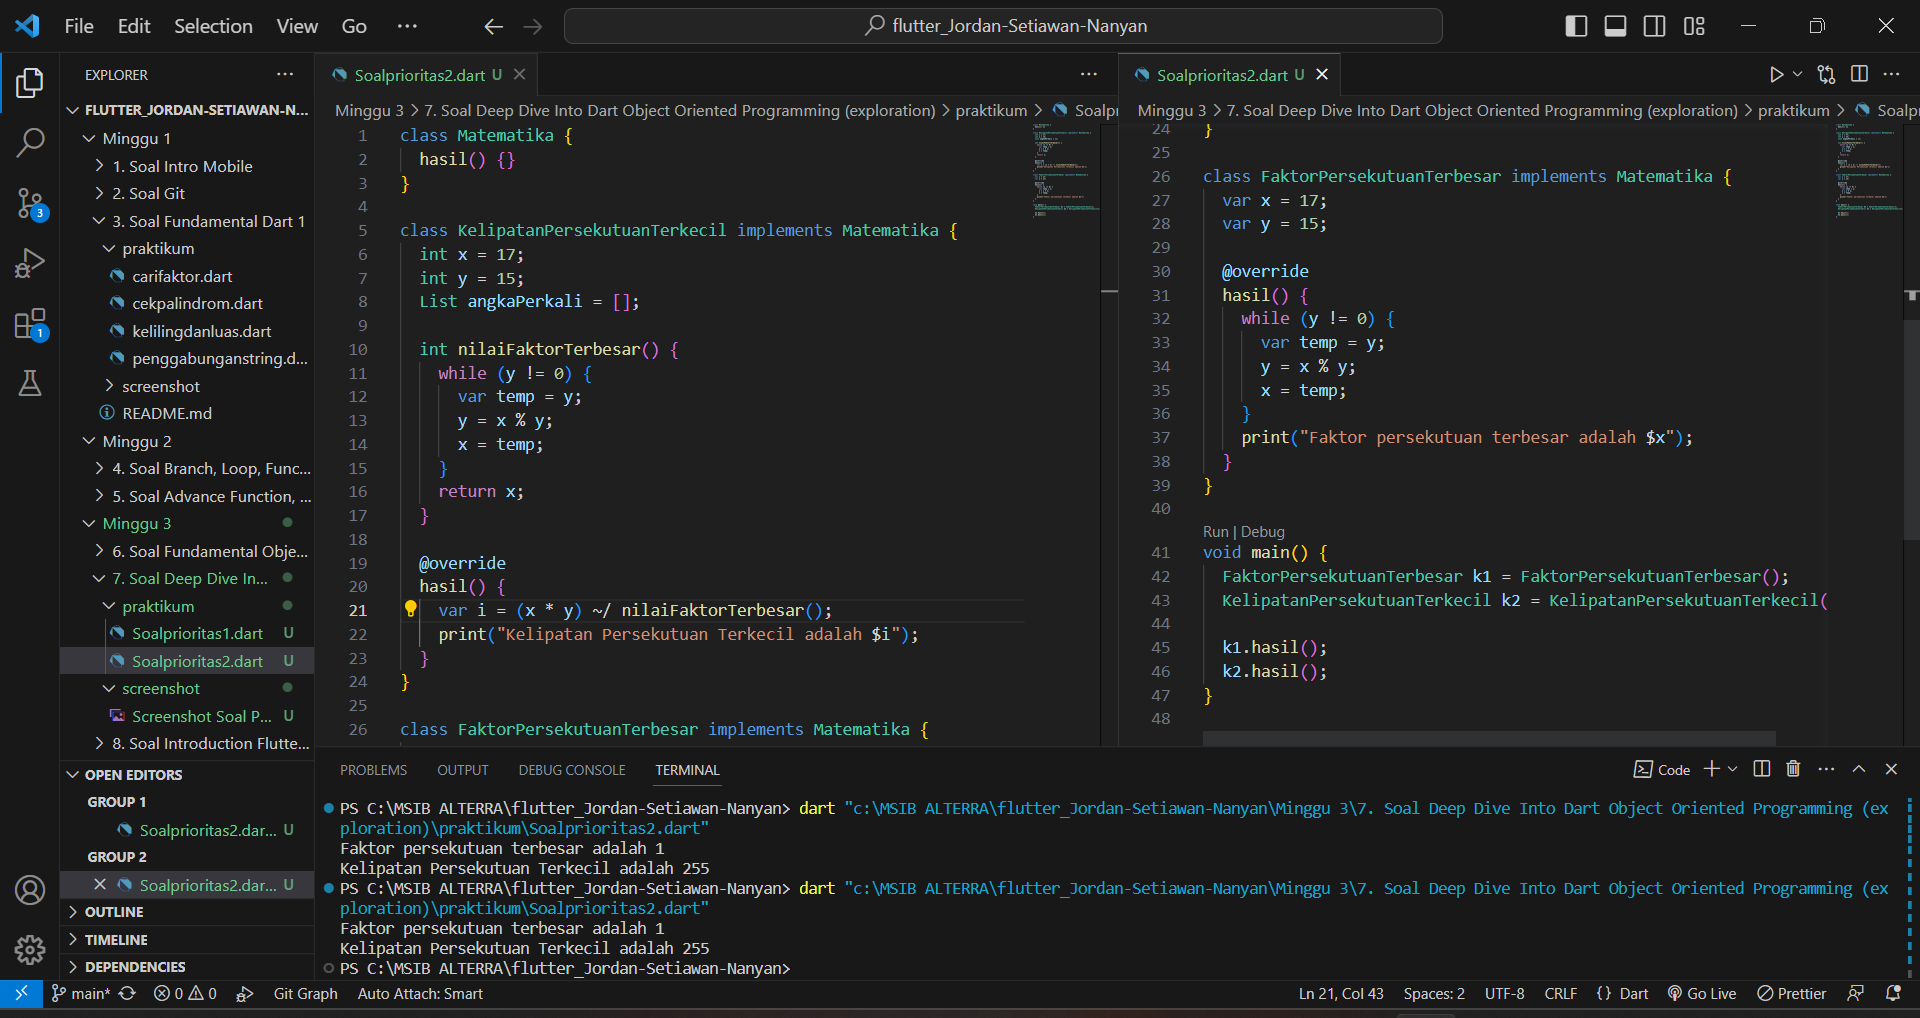 File Edit Selection View Go ···
flutter_Jordan-Setiawan-Nanyan
EXPLORER ···
FLUTTER_JORDAN-SETIAWAN-N...
Minggu 1
1. Soal Intro Mobile
2. Soal Git
3. Soal Fundamental Dart 1
praktikum
carifaktor.dart
cekpalindrom.dart
kelilingdanluas.dart
penggabunganstring.d...
screenshot
README.md
Minggu 2
4. Soal Branch, Loop, Func...
5. Soal Advance Function, ...
Minggu 3
6. Soal Fundamental Obje...
7. Soal Deep Dive In...
praktikum
Soalprioritas1.dart U
Soalprioritas2.dart U
screenshot
Screenshot Soal P... U
8. Soal Introduction Flutte...
OPEN EDITORS
GROUP 1
Soalprioritas2.dar... U
GROUP 2
Soalprioritas2.dar... U
OUTLINE
TIMELINE
DEPENDENCIES
3
1
Soalprioritas2.dart U
Minggu 3 > 7. Soal Deep Dive Into Dart Object Oriented Programming (exploration) > praktikum > Soalp
1 class Matematika {
2 hasil() {}
3 }
4
5 class KelipatanPersekutuanTerkecil implements Matematika {
6 int x = 17;
7 int y = 15;
8 List angkaPerkali = [];
9
10 int nilaiFaktorTerbesar() {
11 while (y != 0) {
12 var temp = y;
13 y = x % y;
14 x = temp;
15 }
16 return x;
17 }
18
19 @override
20 hasil() {
21 var i = (x * y) ~/ nilaiFaktorTerbesar();
22 print("Kelipatan Persekutuan Terkecil adalah $i");
23 }
24 }
25
26 class FaktorPersekutuanTerbesar implements Matematika {
Soalprioritas2.dart U
Minggu 3 > 7. Soal Deep Dive Into Dart Object Oriented Programming (exploration) > praktikum > Soalp
24 }
25
26 class FaktorPersekutuanTerbesar implements Matematika {
27 var x = 17;
28 var y = 15;
29
30 @override
31 hasil() {
32 while (y != 0) {
33 var temp = y;
34 y = x % y;
35 x = temp;
36 }
37 print("Faktor persekutuan terbesar adalah $x");
38 }
39 }
40
Run | Debug
41 void main() {
42 FaktorPersekutuanTerbesar k1 = FaktorPersekutuanTerbesar();
43 KelipatanPersekutuanTerkecil k2 = KelipatanPersekutuanTerkecil(
44
45 k1.hasil();
46 k2.hasil();
47 }
48
PROBLEMS OUTPUT DEBUG CONSOLE TERMINAL
Code
PS C:\MSIB ALTERRA\flutter_Jordan-Setiawan-Nanyan> dart "c:\MSIB ALTERRA\flutter_Jordan-Setiawan-Nanyan\Minggu 3\7. Soal Deep Dive Into Dart Object Oriented Programming (ex
ploration)\praktikum\Soalprioritas2.dart"
Faktor persekutuan terbesar adalah 1
Kelipatan Persekutuan Terkecil adalah 255
PS C:\MSIB ALTERRA\flutter_Jordan-Setiawan-Nanyan> dart "c:\MSIB ALTERRA\flutter_Jordan-Setiawan-Nanyan\Minggu 3\7. Soal Deep Dive Into Dart Object Oriented Programming (ex
ploration)\praktikum\Soalprioritas2.dart"
Faktor persekutuan terbesar adalah 1
Kelipatan Persekutuan Terkecil adalah 255
PS C:\MSIB ALTERRA\flutter_Jordan-Setiawan-Nanyan>
main* 0 0 Git Graph Auto Attach: Smart Ln 21, Col 43 Spaces: 2 UTF-8 CRLF {} Dart Go Live Prettier